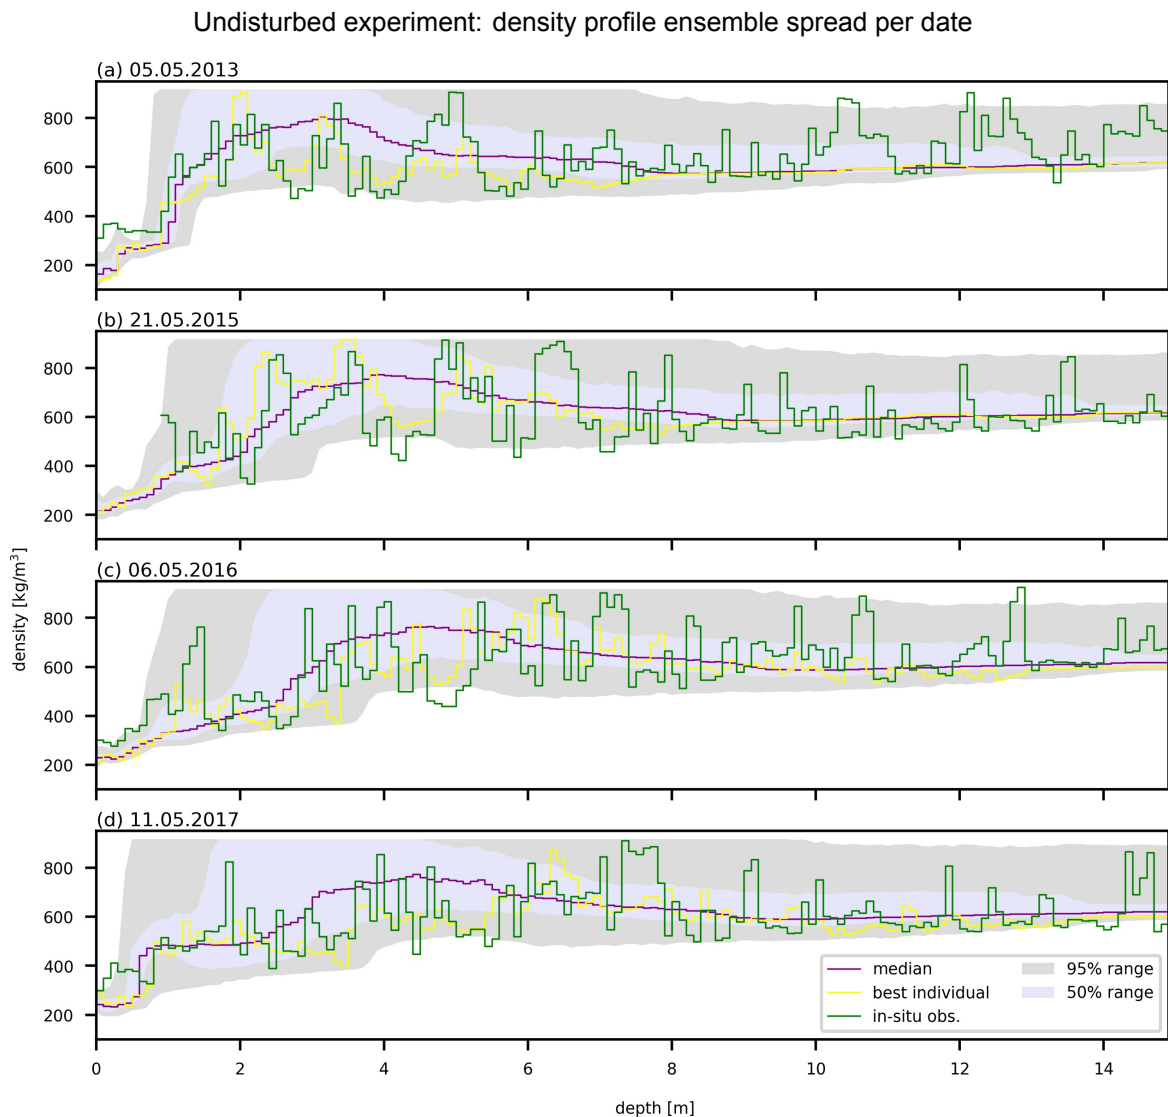 Undisturbed experiment: density profile ensemble spread per date
(a) 05.05.2013
800
600
400
200
(b) 21.05.2015
800
600
400
200
(c) 06.05.2016
800
600
400
200
(d) 11.05.2017
800
600
400
200
density [kg/m³]
median
best individual
in-situ obs.
95% range
50% range
0 2 4 6 8 10 12 14
depth [m]